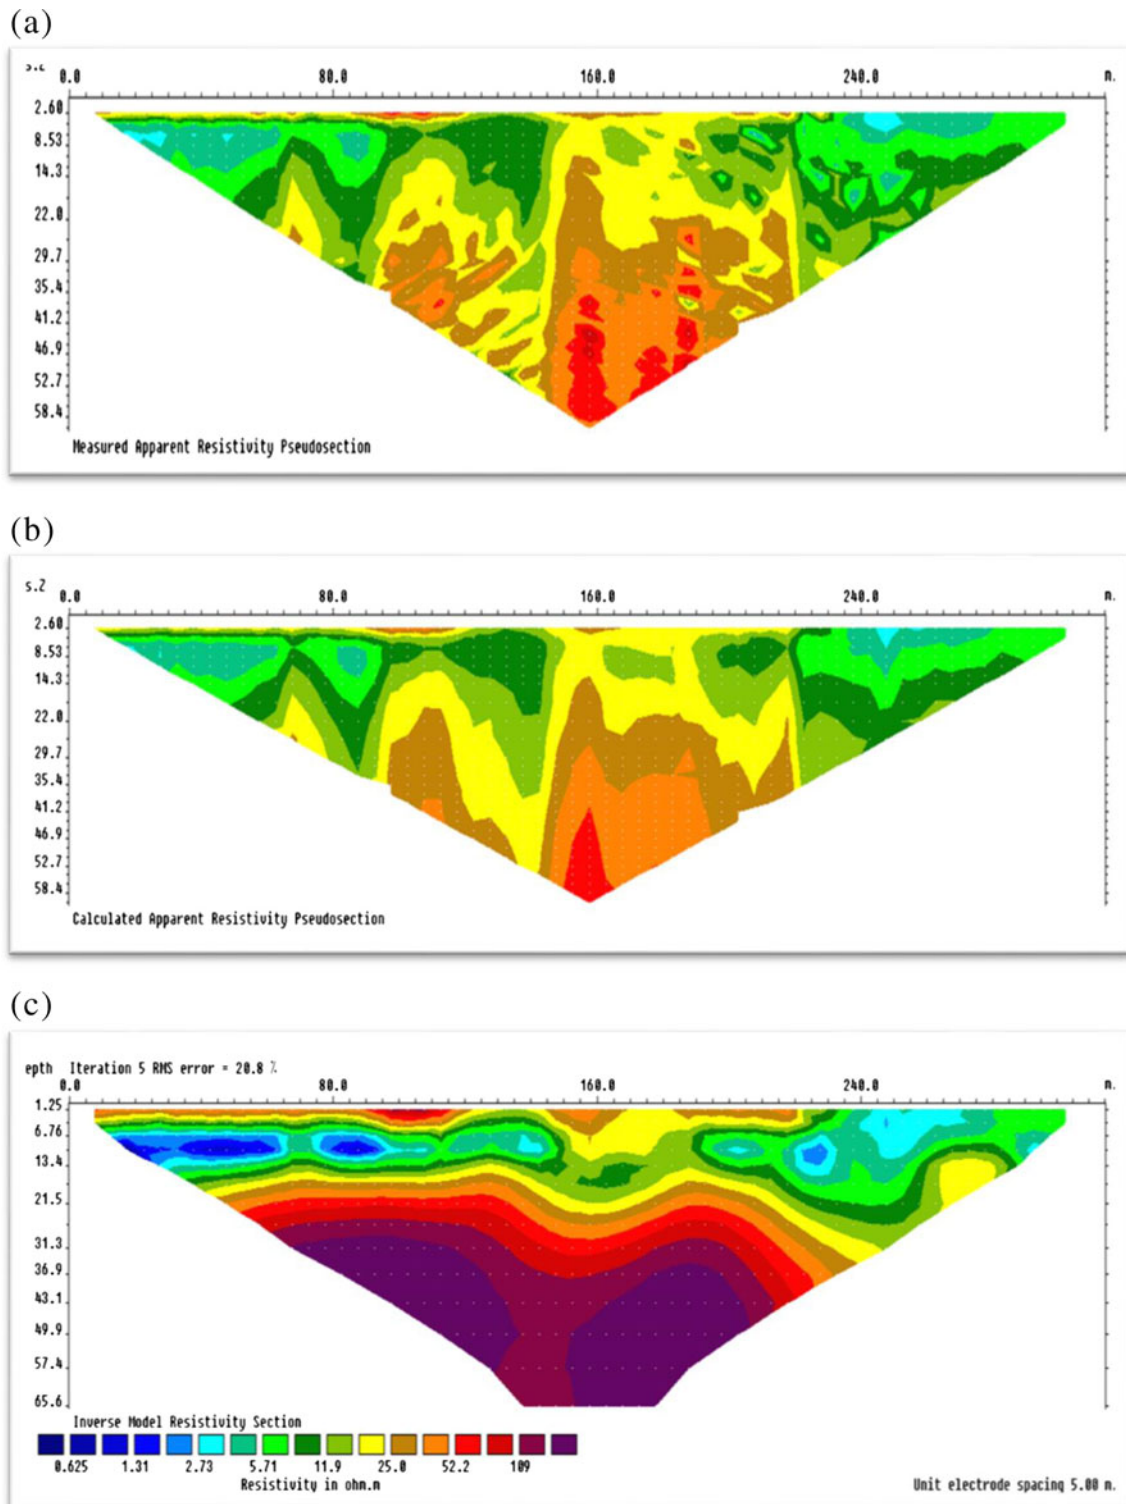 (a)
0.0 80.0 160.0 240.0 m.
2.60
8.53
14.3
22.0
29.7
35.4
41.2
46.9
52.7
58.4
Measured Apparent Resistivity Pseudosection
(b)
s.2 0.0 80.0 160.0 240.0 m.
2.60
8.53
14.3
22.0
29.7
35.4
41.2
46.9
52.7
58.4
Calculated Apparent Resistivity Pseudosection
(c)
epth Iteration 5 RMS error = 20.8 %
0.0 80.0 160.0 240.0 m.
1.25
6.76
13.4
21.5
31.3
36.9
43.1
49.9
57.4
65.6
Inverse Model Resistivity Section
0.625 1.31 2.73 5.71 11.9 25.0 52.2 109
Resistivity in ohm.m
Unit electrode spacing 5.00 m.